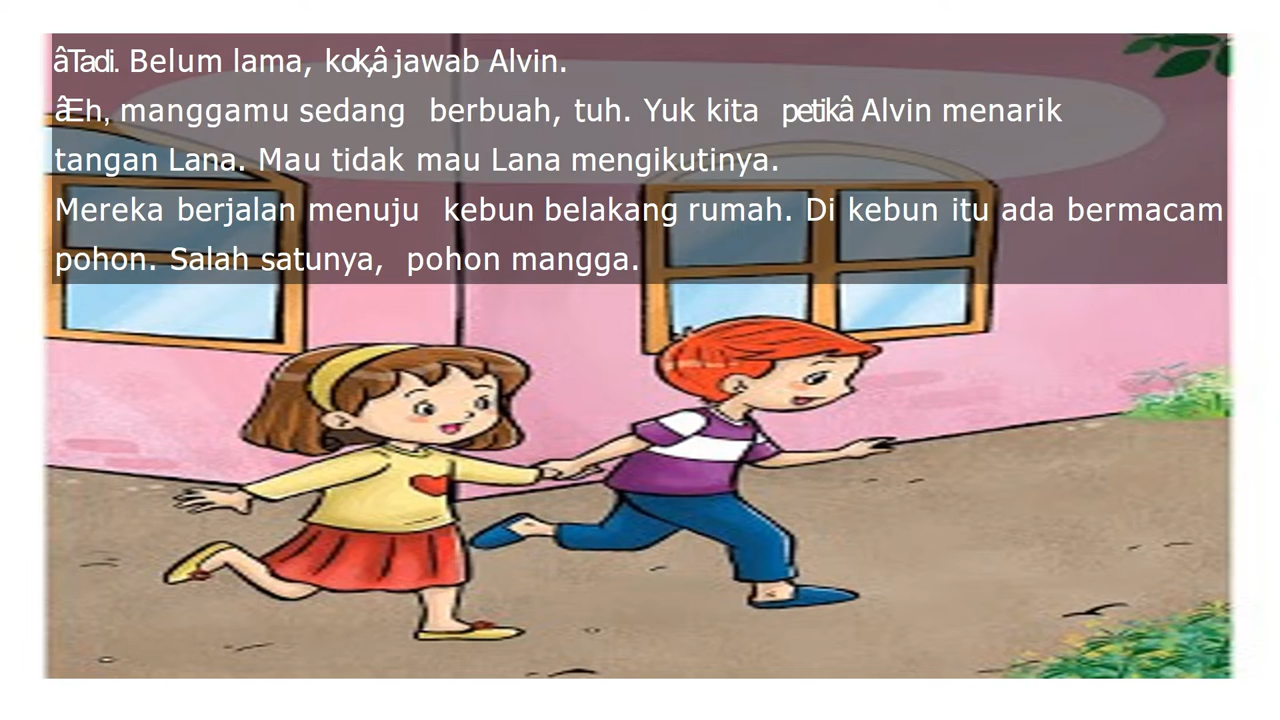 âTadi. Belum lama, kok,â jawab Alvin.
âEh, manggamu sedang berbuah, tuh. Yuk kita petikâ Alvin menarik
tangan Lana. Mau tidak mau Lana mengikutinya.
Mereka berjalan menuju kebun belakang rumah. Di kebun itu ada bermacam
pohon. Salah satunya, pohon mangga.